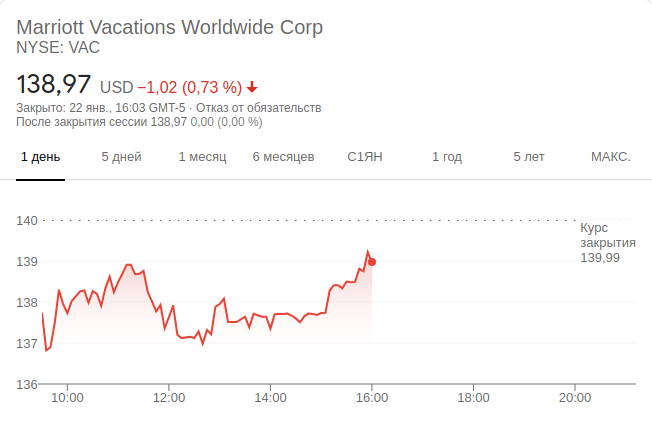 Marriott Vacations Worldwide Corp
NYSE: VAC
138,97 USD −1,02 (0,73 %)
Закрыто: 22 янв., 16:03 GMT-5 · Отказ от обязательств
После закрытия сессии 138,97 0,00 (0,00 %)
1 день 5 дней 1 месяц 6 месяцев С1ЯН 1 год 5 лет МАКС.
140
Курс
закрытия
139,99
139
138
137
136
10:00 12:00 14:00 16:00 18:00 20:00